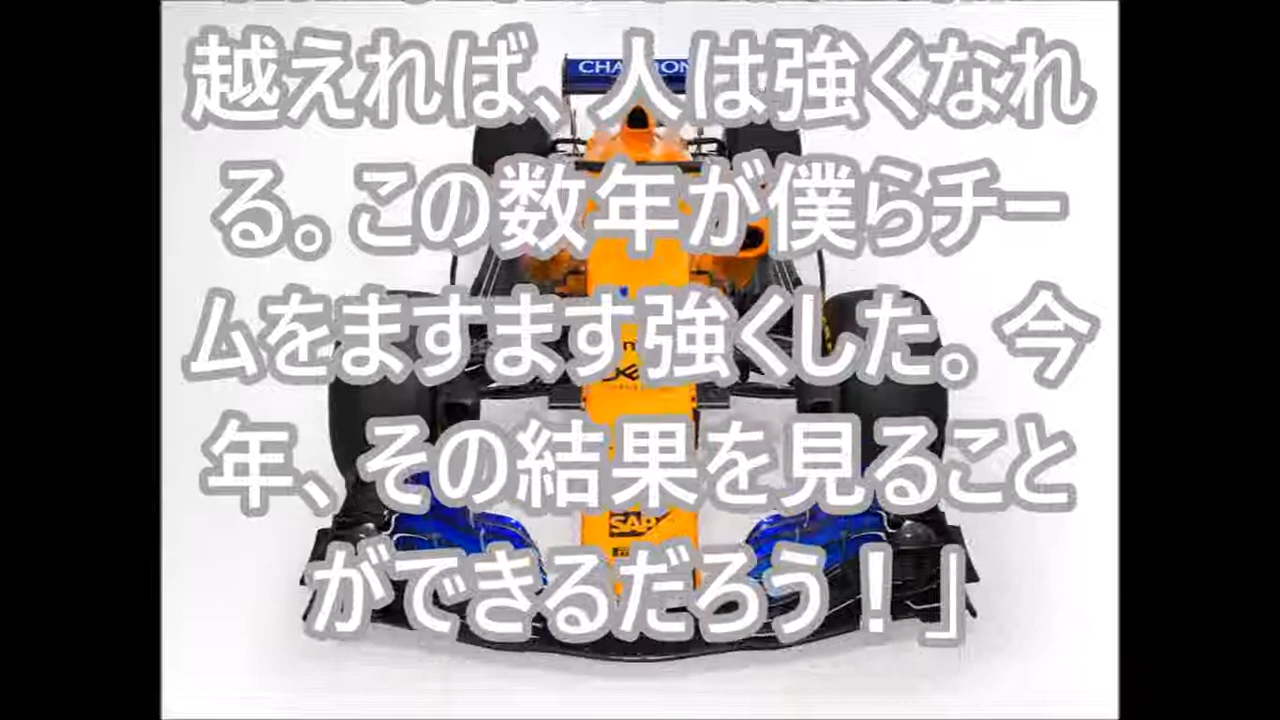 越えれば、人は強くなれ
る。この数年が僕らチー
ムをますます強くした。今
年、その結果を見ること
ができるだろう！」
SAP